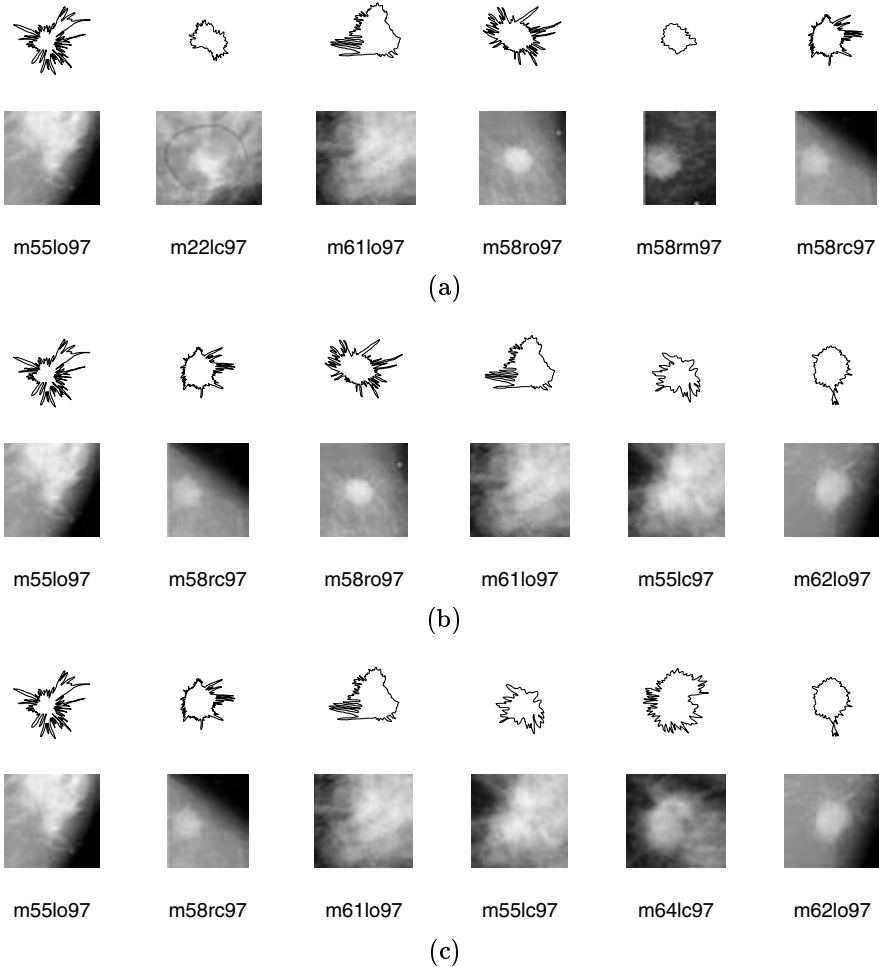 m55lo97 m22lc97 m61lo97 m58ro97 m58rm97 m58rc97
(a)
m55lo97 m58rc97 m58ro97 m61lo97 m55lc97 m62lo97
(b)
m55lo97 m58rc97 m61lo97 m55lc97 m64lc97 m62lo97
(c)